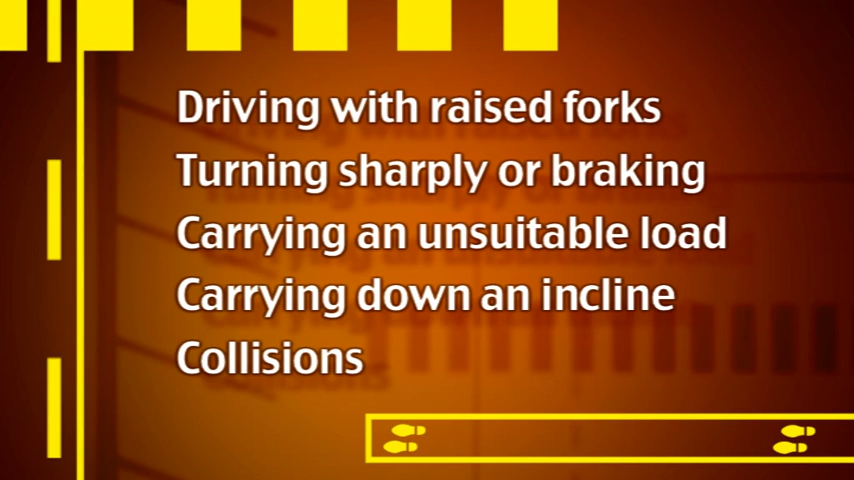 Driving with raised forks
Turning sharply or braking
Carrying an unsuitable load
Carrying down an incline
Collisions